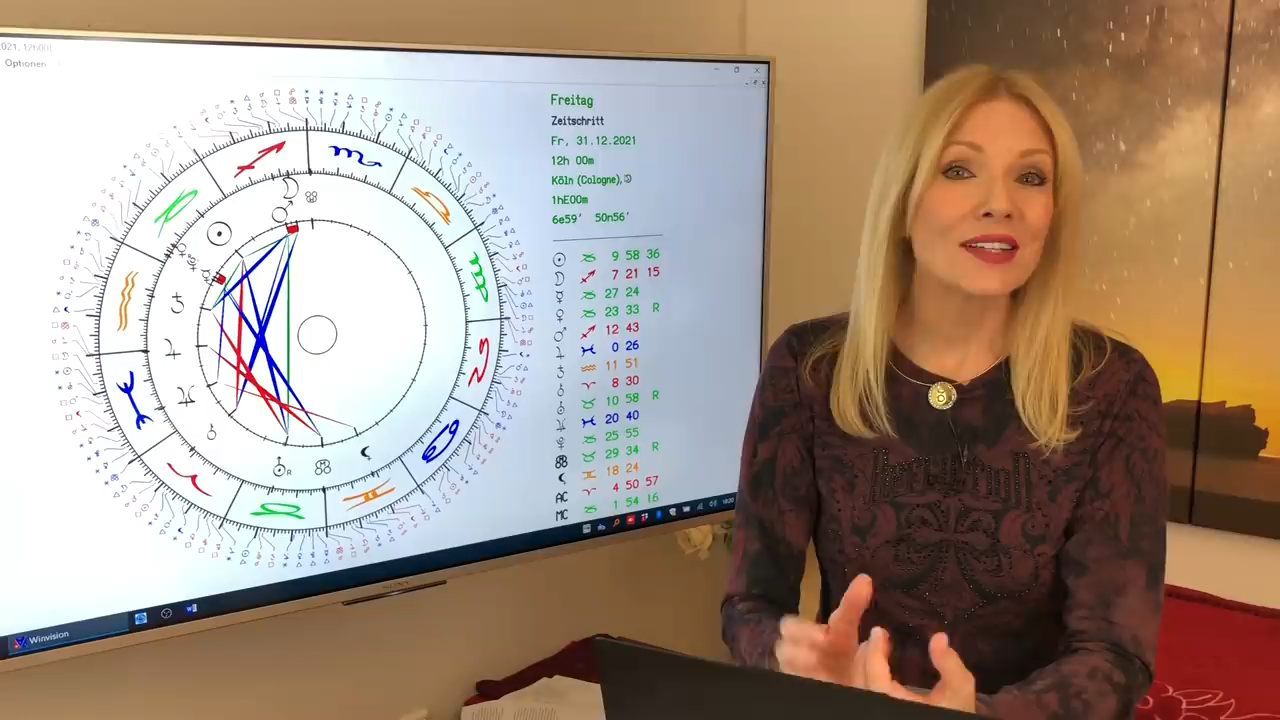 021, 12h00
Optionen
Freitag
Zeitschritt
Fr, 31.12.2021
12h 00m
Köln (Cologne), D
1hE00m
6e59' 50n56'
9 58 36
7 21 15
27 24
23 33 R
12 43
0 26
11 51
8 30
10 58 R
20 40
25 55
29 34 R
18 24
AC 4 50 57
MC 1 54 16
Winvision